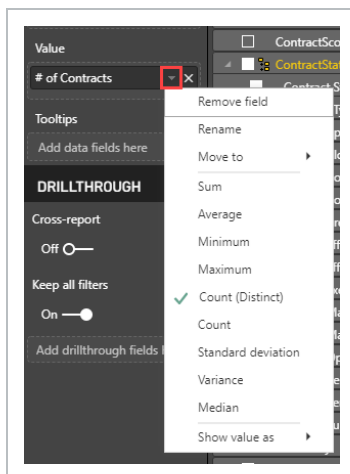 Value
ContractSco
# of Contracts
ContractStat
Contract S
Remove field
Tooltips
Rename
Add data fields here
Move to
DRILLTHROUGH
Sum
Cross-report
Average
Off
Minimum
Maximum
Keep all filters
Count (Distinct)
On
Count
Add drillthrough fields
Standard deviation
Variance
Median
Show value as